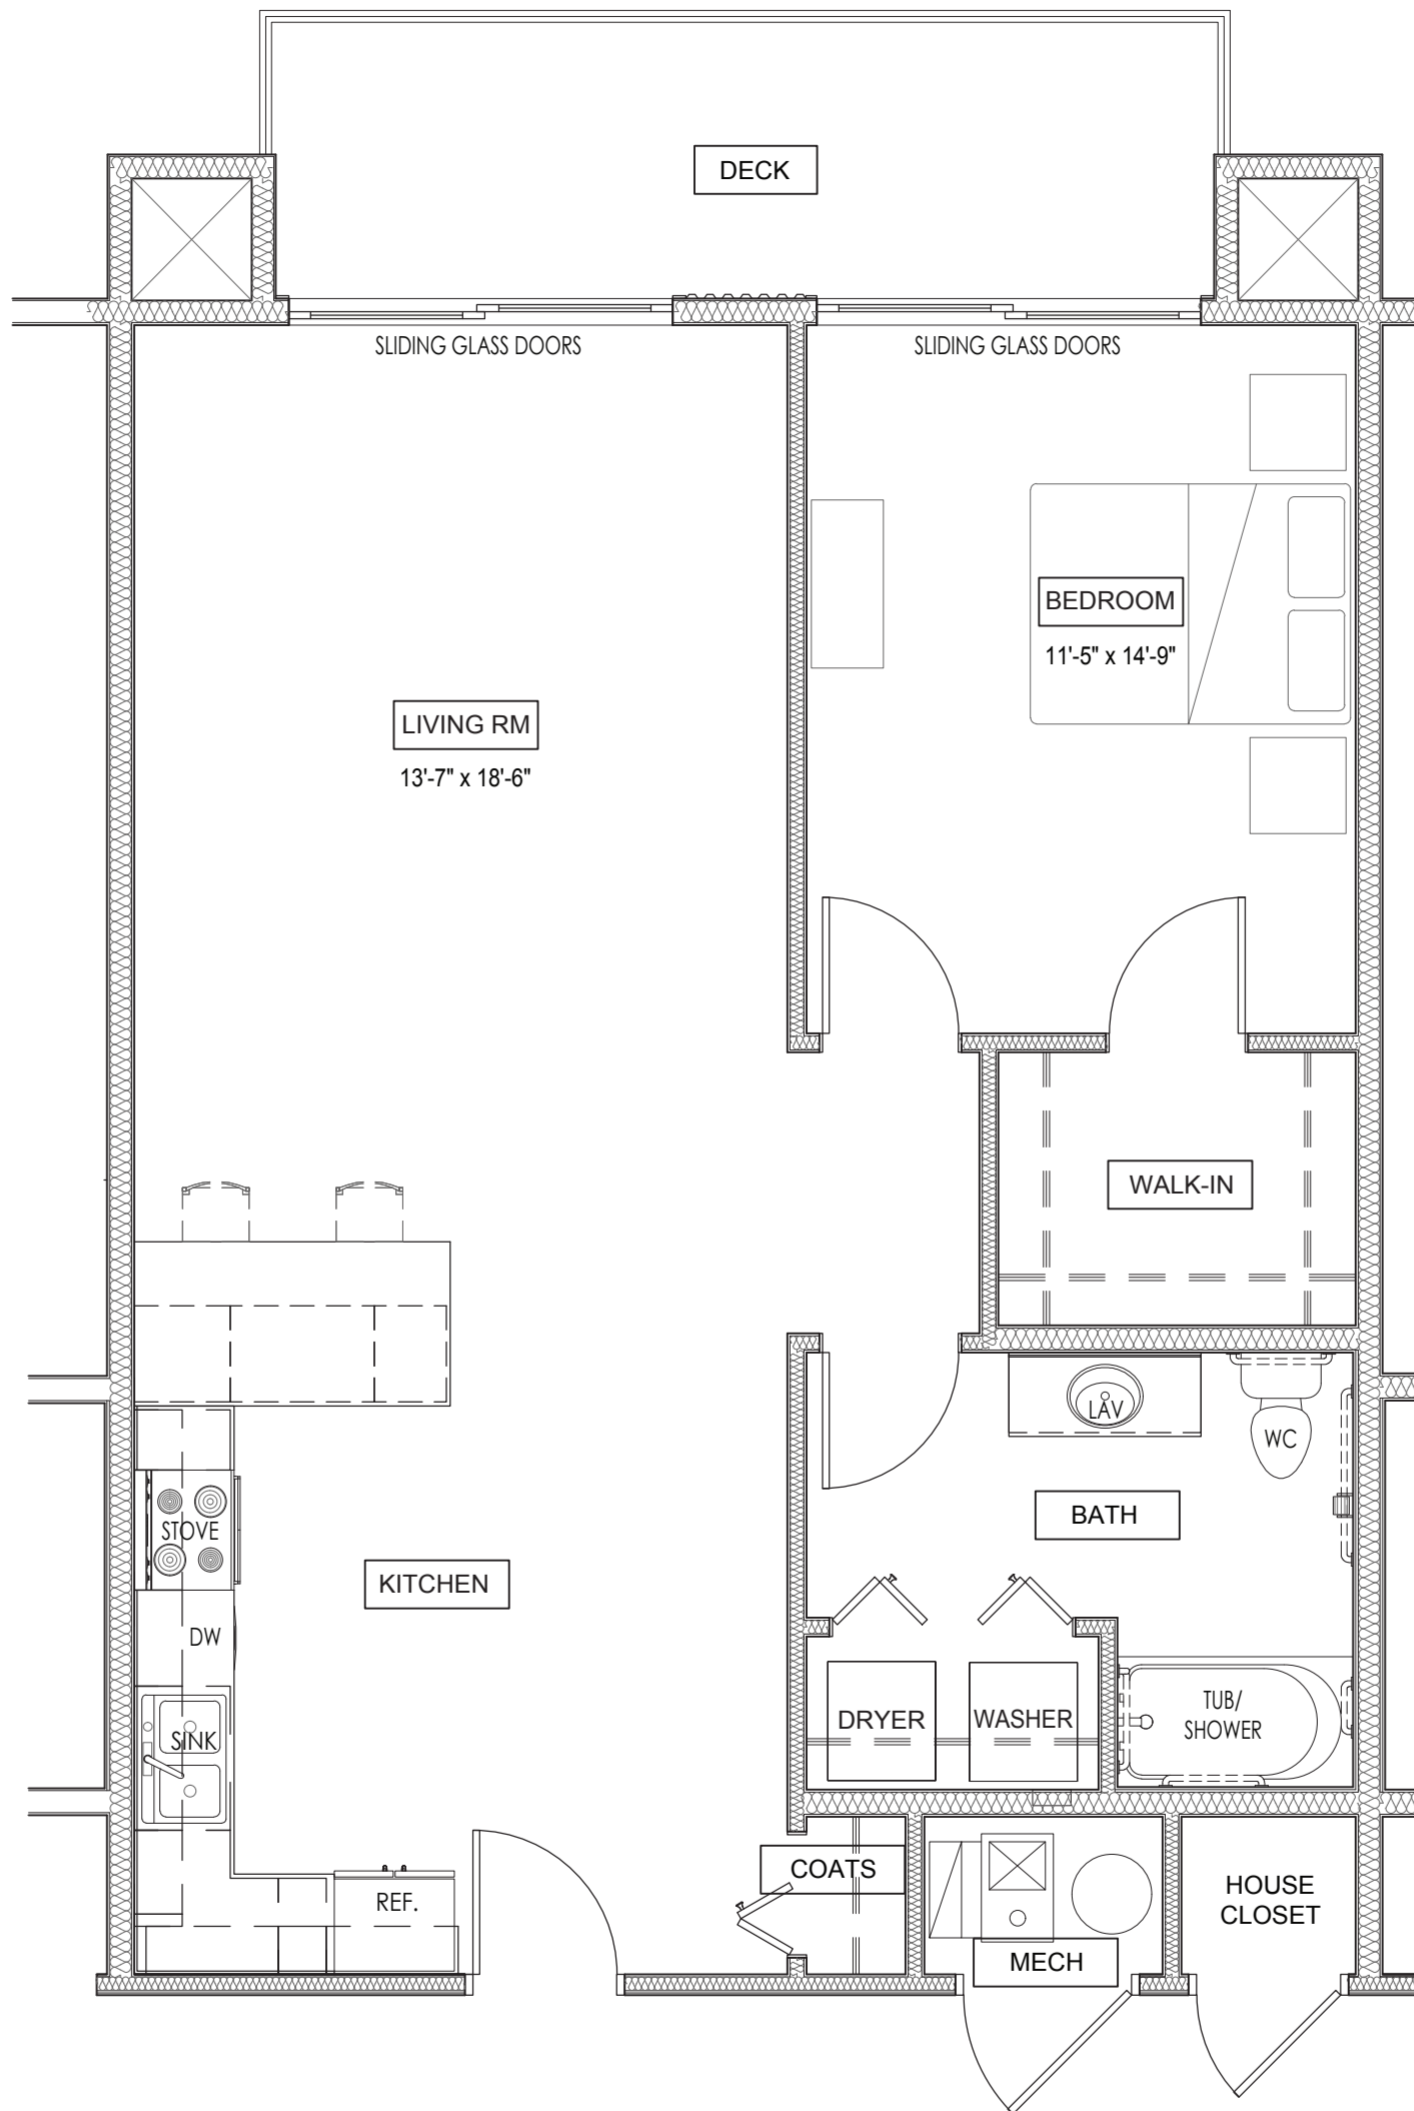 DECK
SLIDING GLASS DOORS
SLIDING GLASS DOORS
BEDROOM
11'-5" x 14'-9"
LIVING RM
13'-7" x 18'-6"
WALK-IN
LAV
WC
BATH
STOVE
KITCHEN
DW
SINK
DRYER
WASHER
TUB/
SHOWER
COATS
REF.
MECH
HOUSE
CLOSET